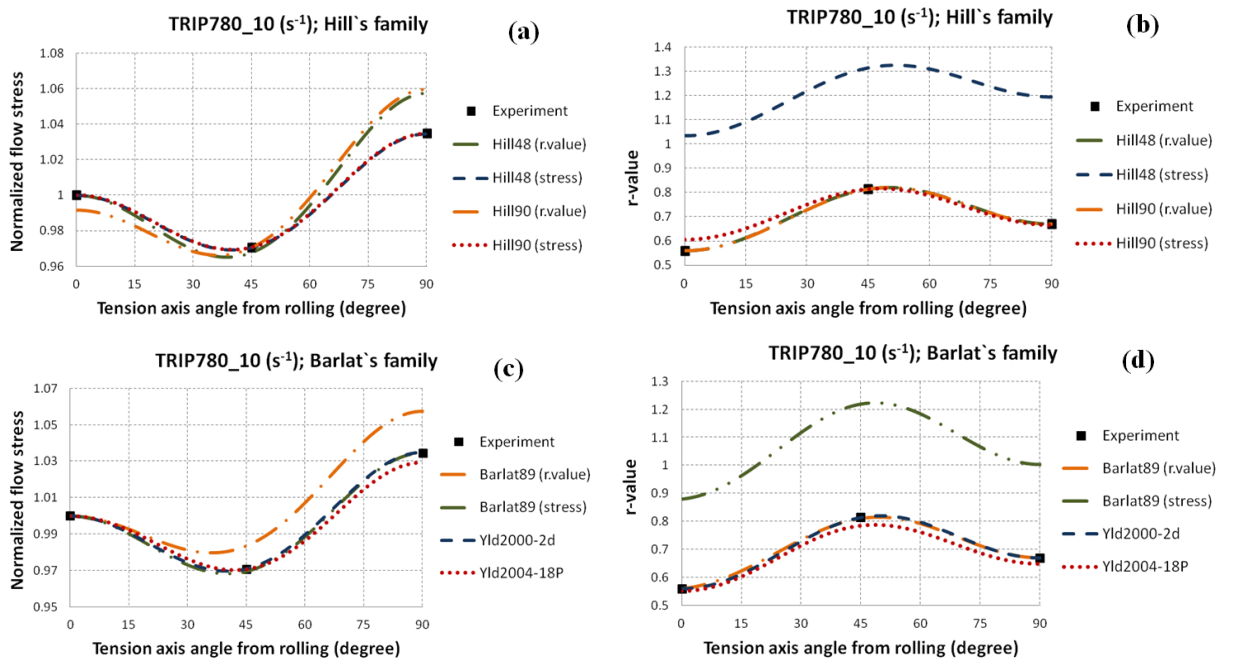 TRIP780_10 (s-1); Hill`s family
(a)
Normalized flow stress
1.08
1.06
1.04
1.02
1
0.98
0.96
0
15
30
45
60
75
90
Tension axis angle from rolling (degree)
Experiment
Hill48 (r.value)
Hill48 (stress)
Hill90 (r.value)
Hill90 (stress)
TRIP780_10 (s-1); Hill`s family
(b)
r-value
1.4
1.3
1.2
1.1
1
0.9
0.8
0.7
0.6
0.5
0
15
30
45
60
75
90
Tension axis angle from rolling (degree)
Experiment
Hill48 (r.value)
Hill48 (stress)
Hill90 (r.value)
Hill90 (stress)
TRIP780_10 (s-1); Barlat`s family
(c)
Normalized flow stress
1.07
1.05
1.03
1.01
0.99
0.97
0.95
0
15
30
45
60
75
90
Tension axis angle from rolling (degree)
Experiment
Barlat89 (r.value)
Barlat89 (stress)
Yld2000-2d
Yld2004-18P
TRIP780_10 (s-1); Barlat`s family
(d)
r-value
1.3
1.2
1.1
1
0.9
0.8
0.7
0.6
0.5
0
15
30
45
60
75
90
Tension axis angle from rolling (degree)
Experiment
Barlat89 (r.value)
Barlat89 (stress)
Yld2000-2d
Yld2004-18P